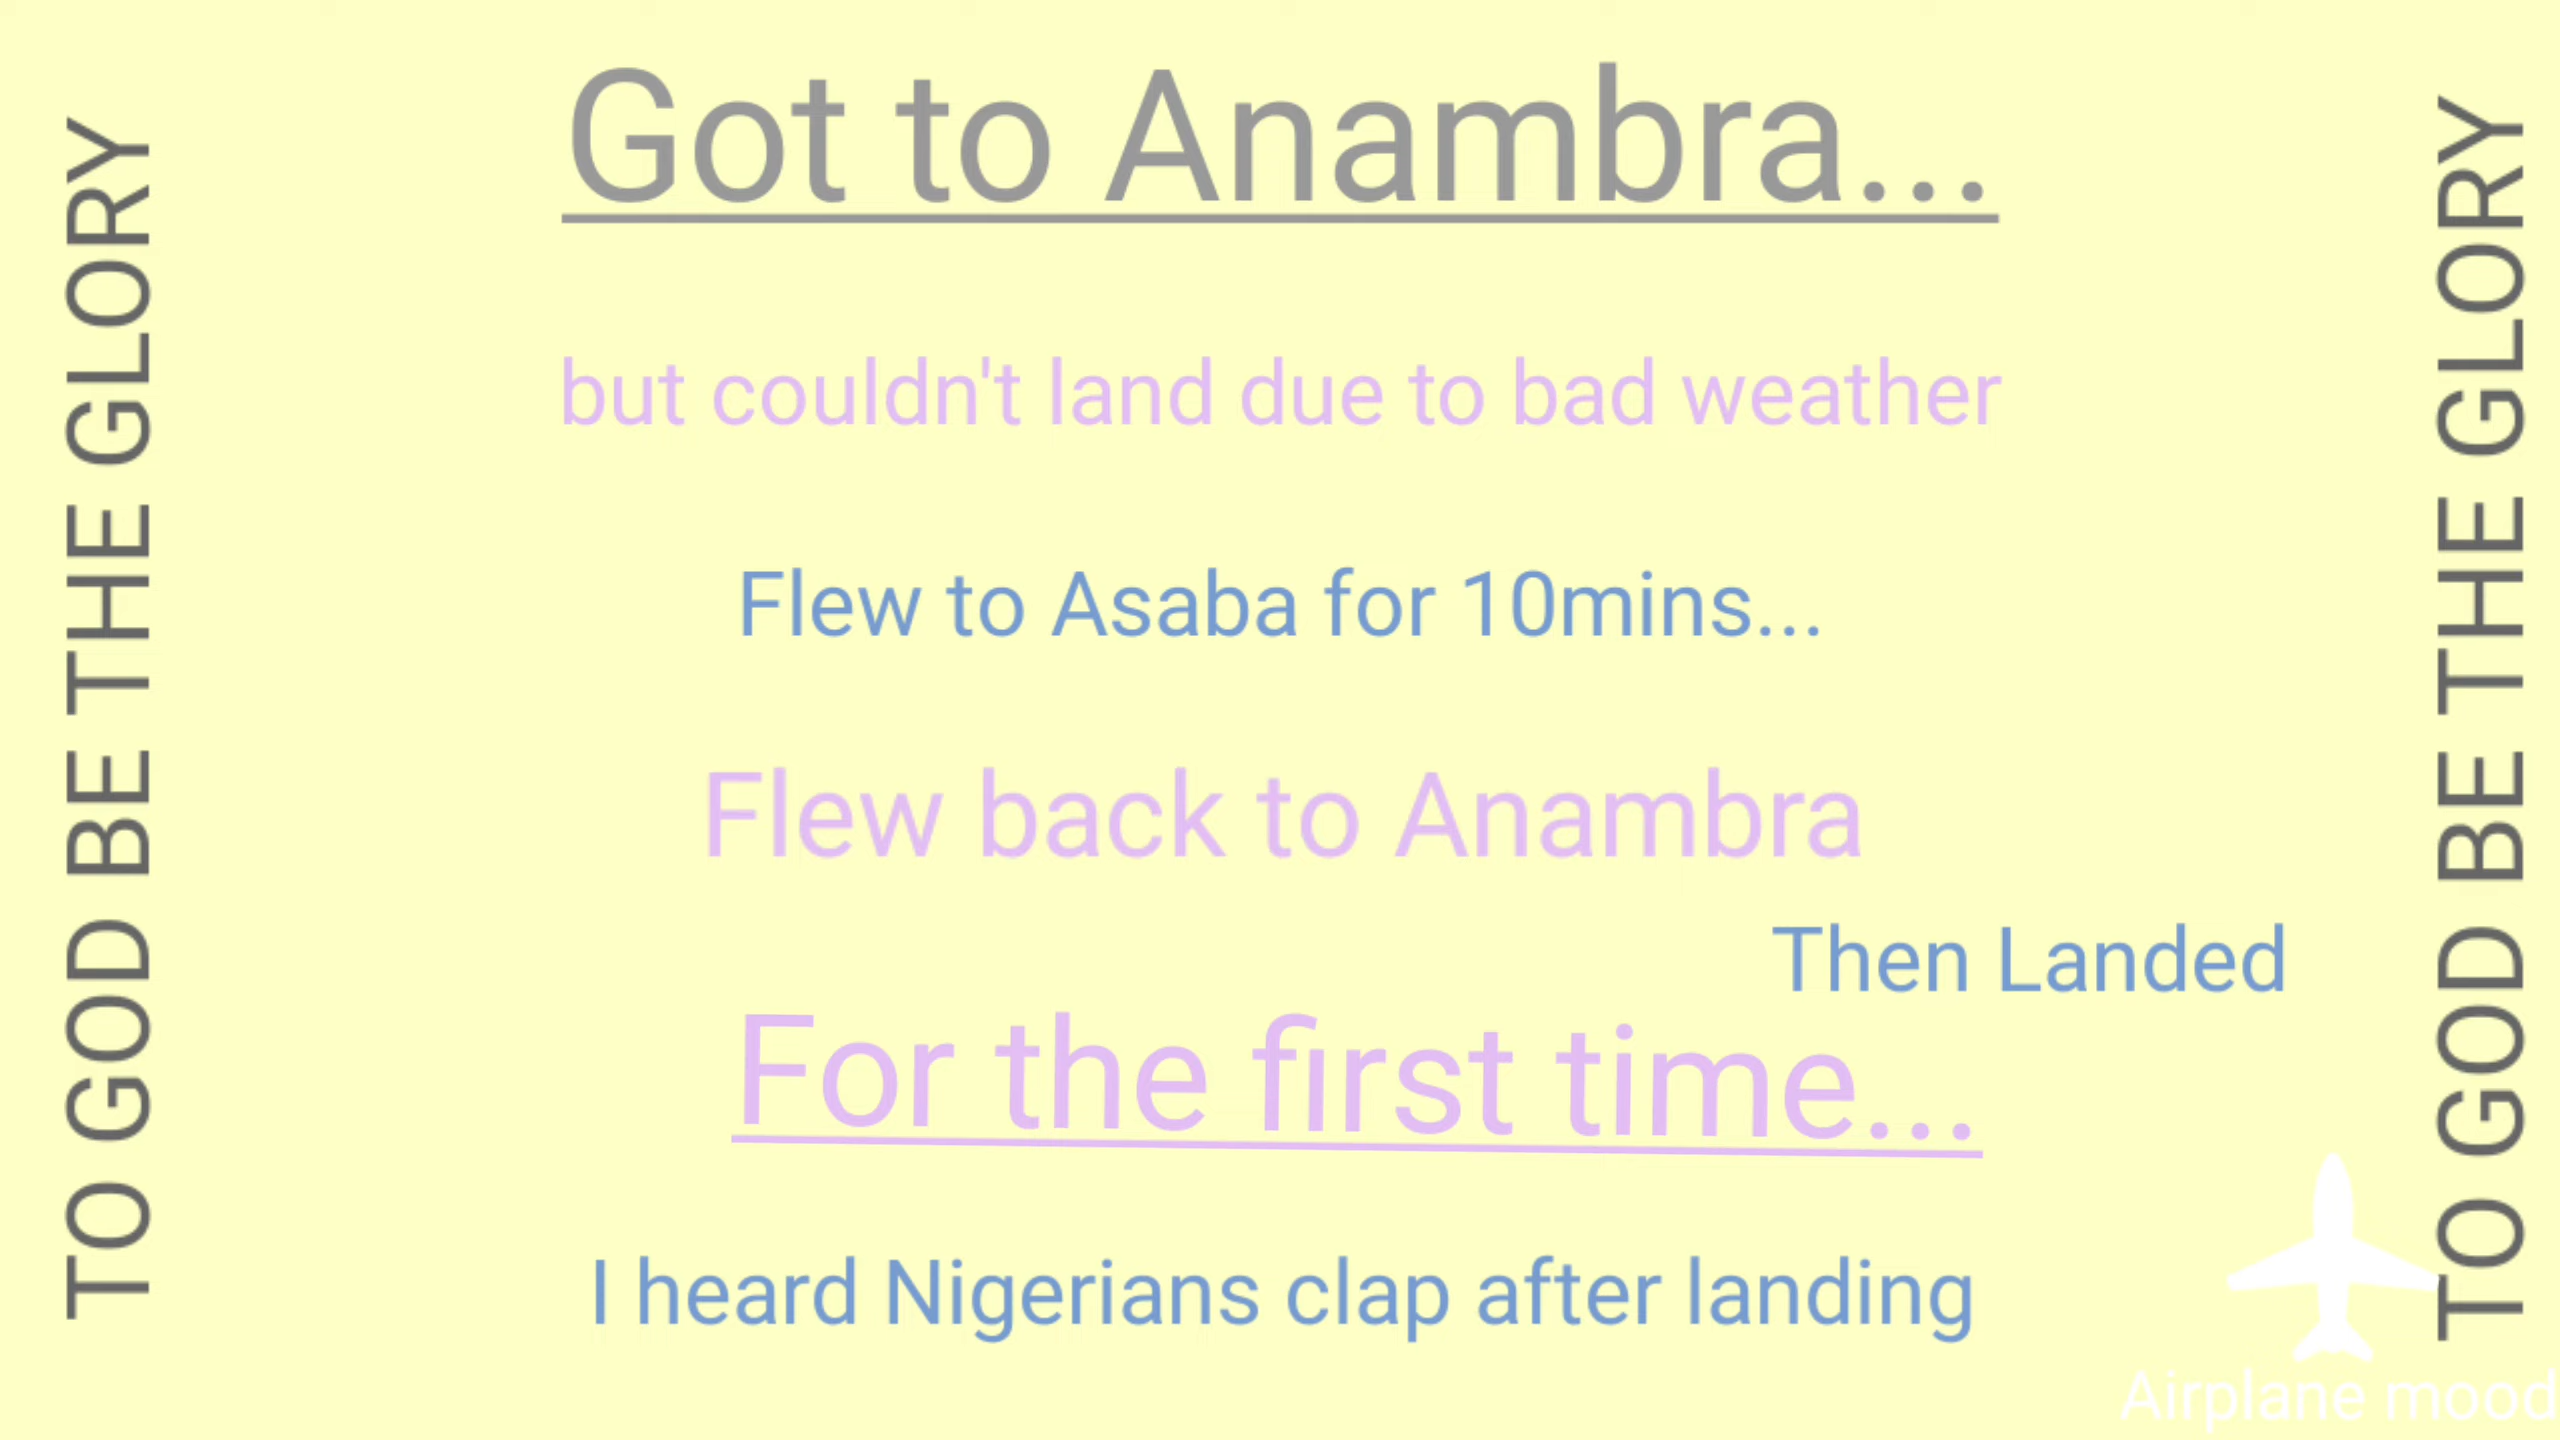 TO GOD BE THE GLORY
Got to Anambra...
but couldn't land due to bad weather
Flew to Asaba for 10mins...
Flew back to Anambra
Then Landed
For the first time...
I heard Nigerians clap after landing
TO GOD BE THE GLORY
Airplane mood